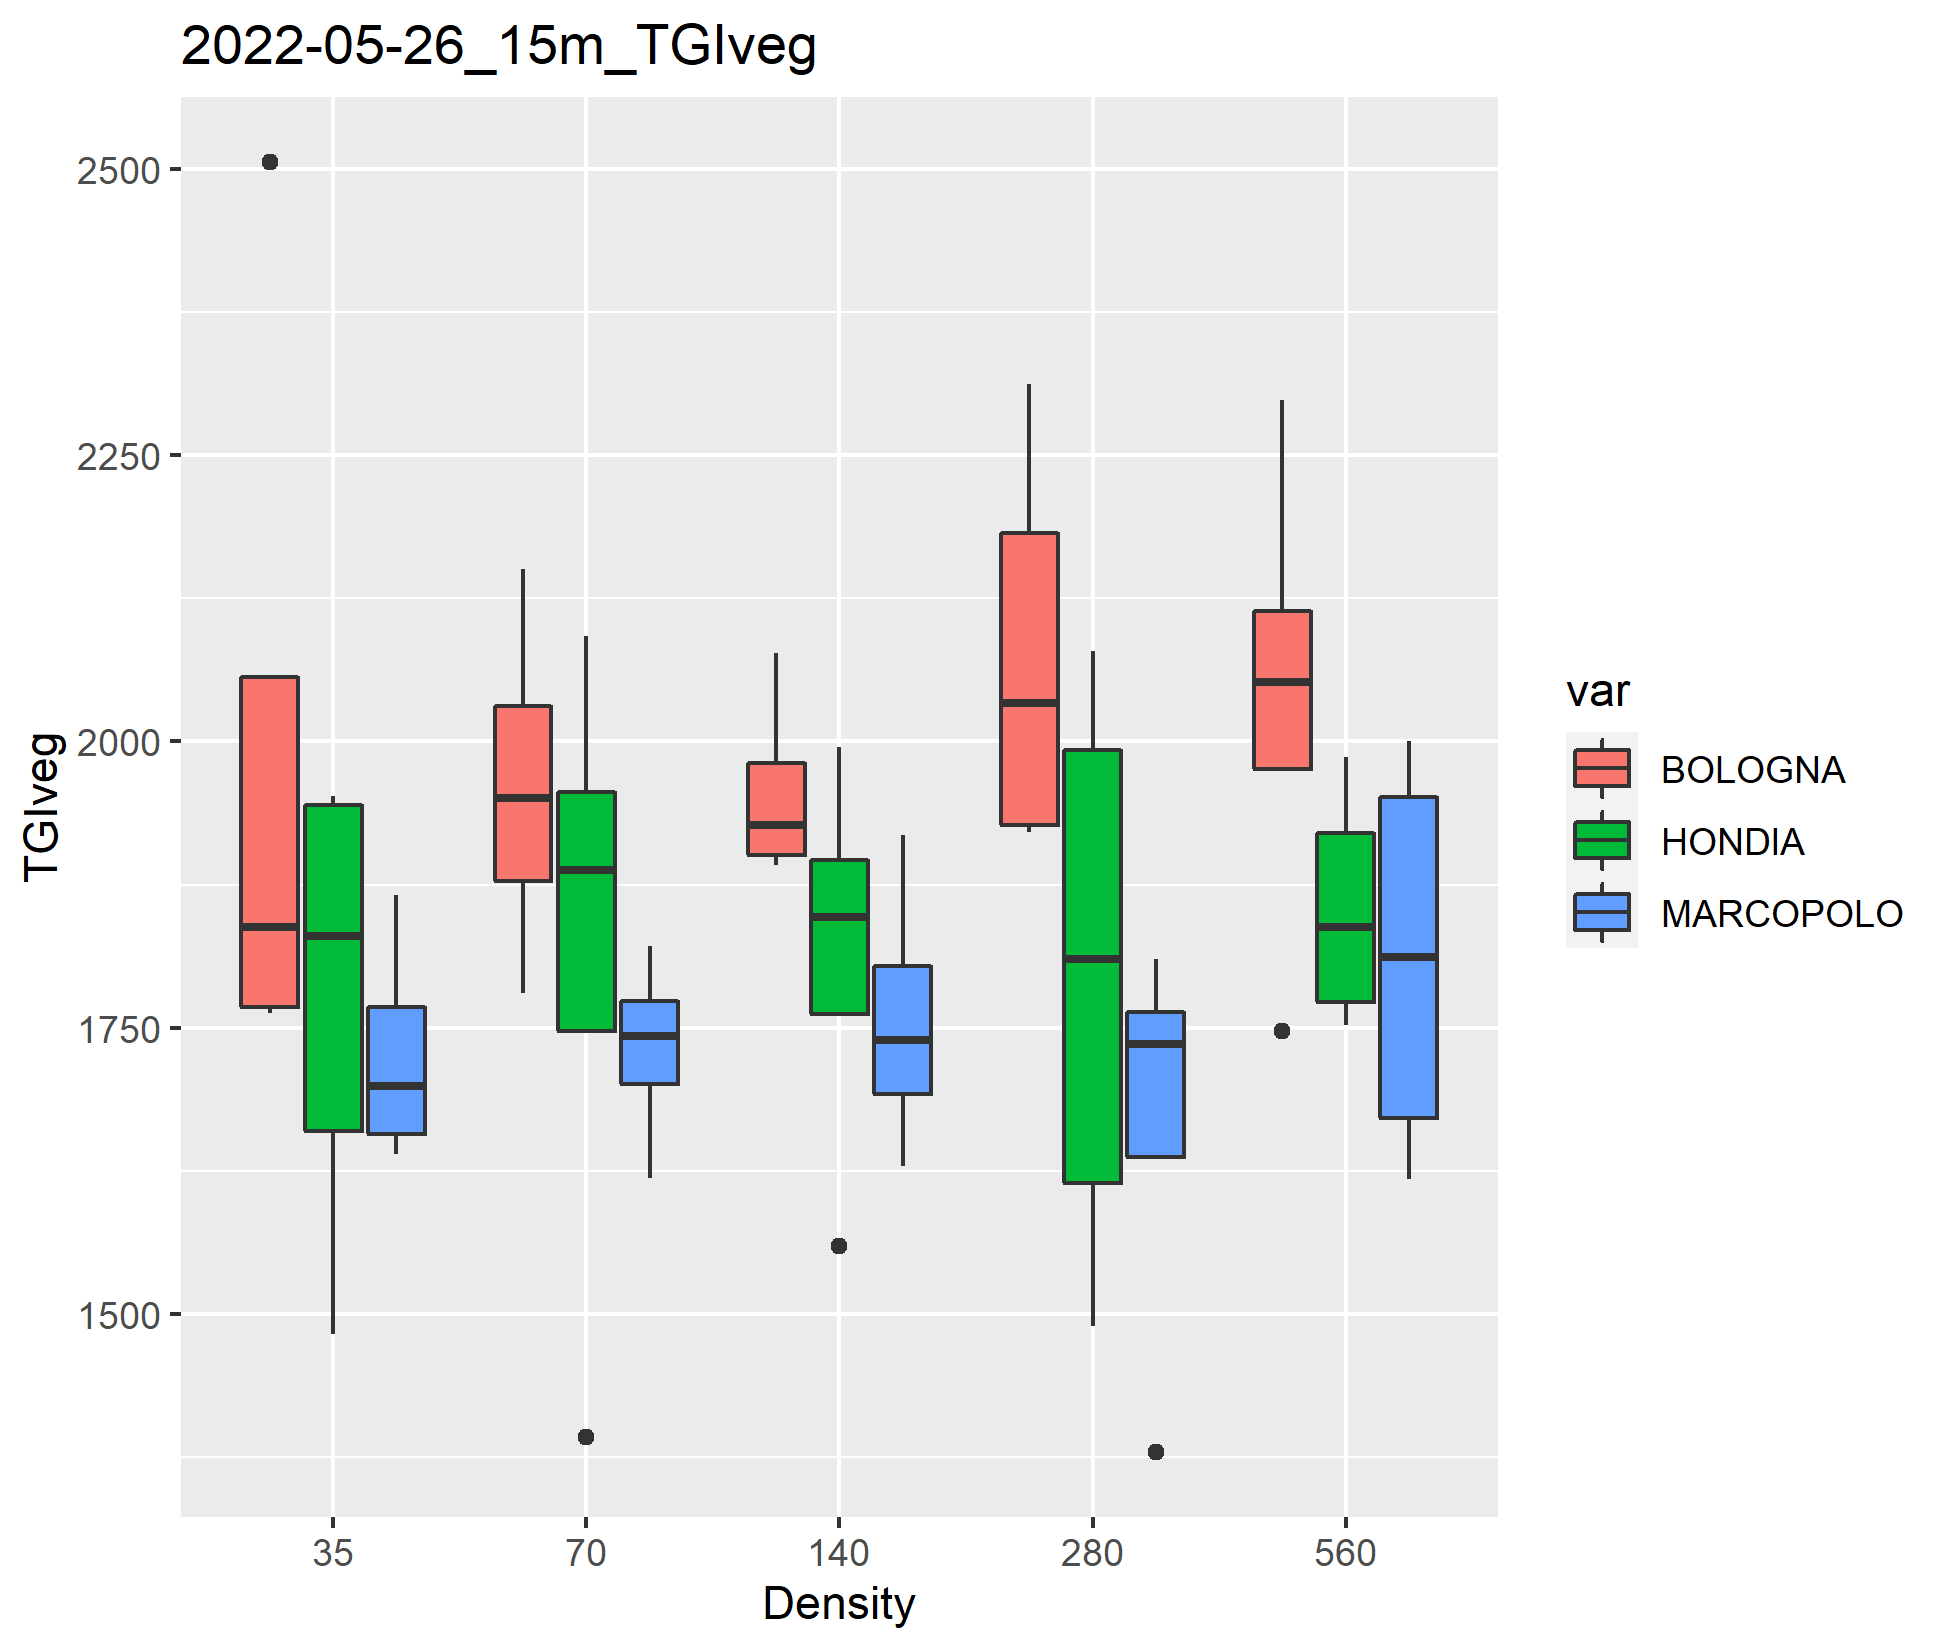 2022-05-26_15m_TGIveg
TGIveg
2500
2250
2000
1750
1500
35 70 140 280 560
Density
var
BOLOGNA
HONDIA
MARCOPOLO